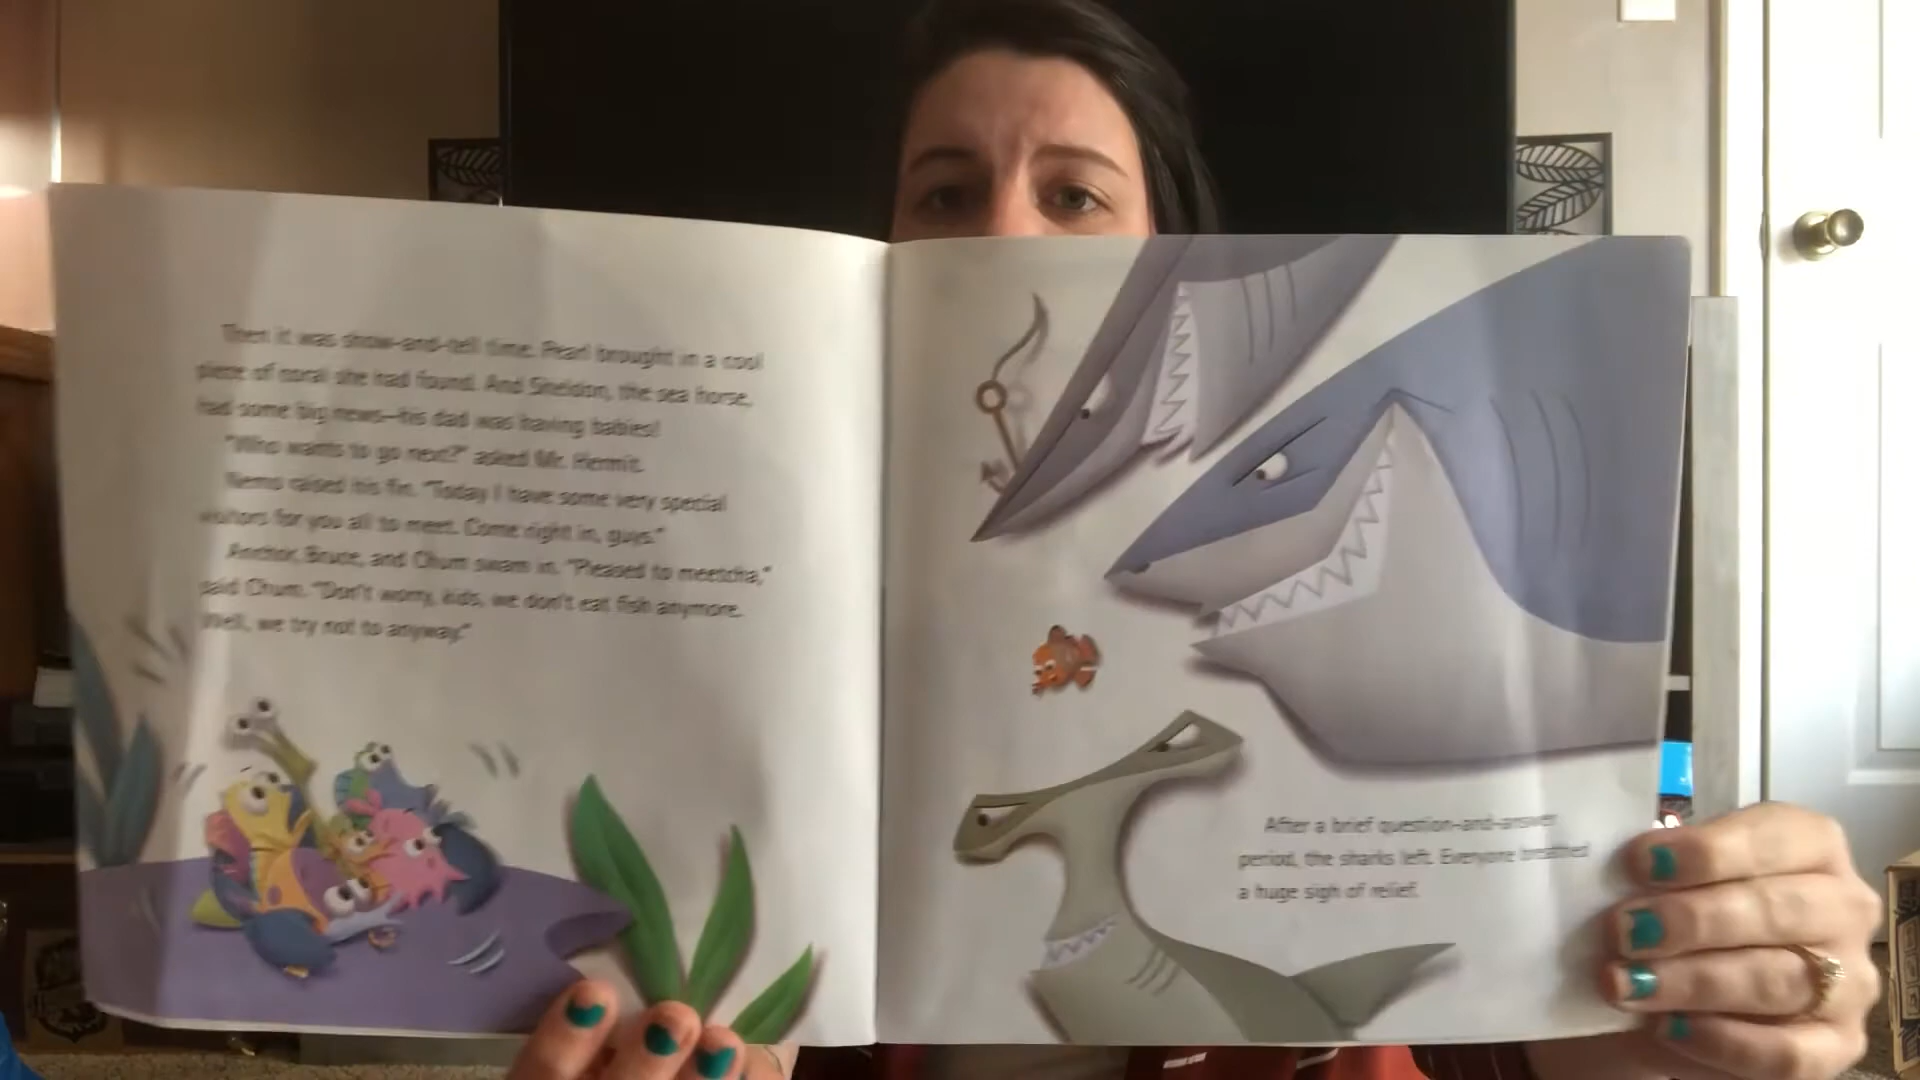 Then it was show-and-tell time. Pearl brought in a cool
piece of coral she had found. And Sheldon, the sea horse,
had some big news—his dad was having babies!
"Who wants to go next?" asked Mr. Hermit.
Nemo raised his fin. "Today I have some very special
visitors for you all to meet. Come right in, guys."
Anchor, Bruce, and Chum swam in. "Pleased to meetcha,"
said Chum. "Don't worry, kids, we don't eat fish anymore.
Well, we try not to anyway."
After a brief question-and-answer
period, the sharks left. Everyone breathed
a huge sigh of relief.